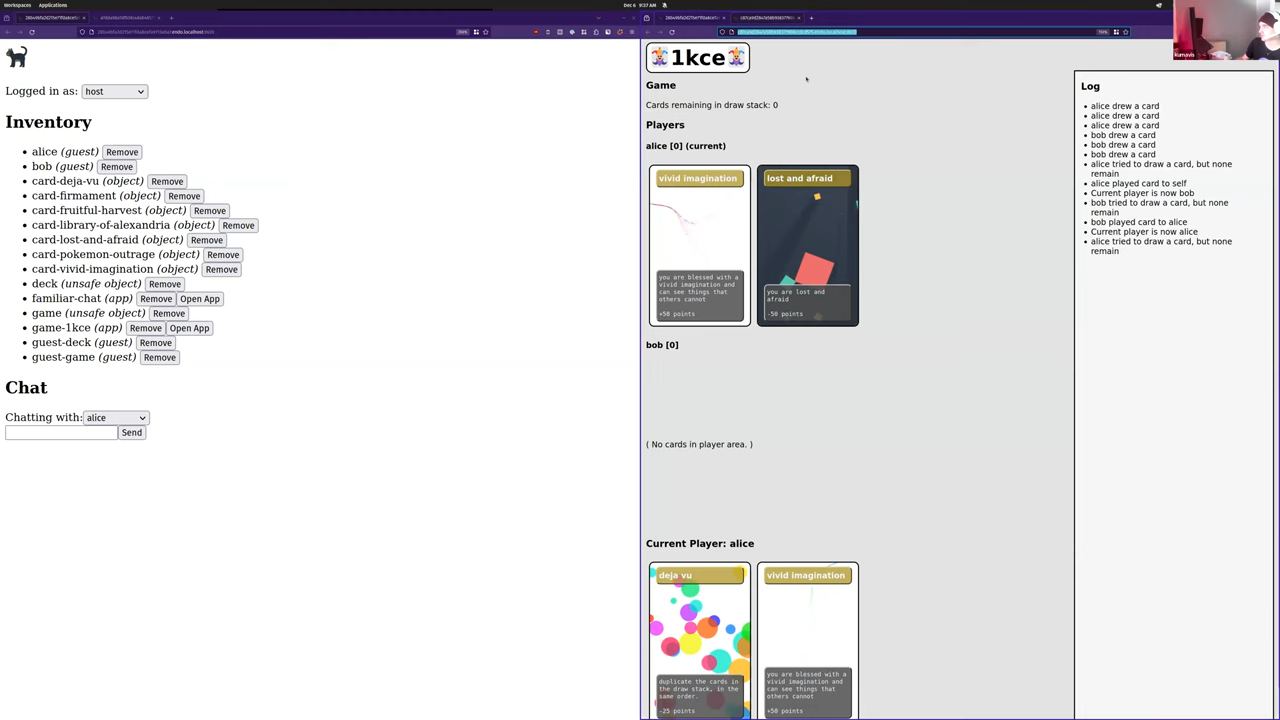 Workspaces Applications
Dec 6 9:37 AM
Logged in as: host
Inventory
alice (guest) Remove
bob (guest) Remove
card-deja-vu (object) Remove
card-firmament (object) Remove
card-fruitful-harvest (object) Remove
card-library-of-alexandria (object) Remove
card-lost-and-afraid (object) Remove
card-pokemon-outrage (object) Remove
card-vivid-imagination (object) Remove
deck (unsafe object) Remove
familiar-chat (app) Remove Open App
game (unsafe object) Remove
game-1kce (app) Remove Open App
guest-deck (guest) Remove
guest-game (guest) Remove
Chat
Chatting with: alice
Send
1kce
Game
Cards remaining in draw stack: 0
Players
alice [0] (current)
vivid imagination
you are blessed with a
vivid imagination and
can see things that
others cannot
+50 points
lost and afraid
you are lost and
afraid
-50 points
bob [0]
( No cards in player area. )
Current Player: alice
deja vu
duplicate the cards in
the draw stack, in the
same order.
-25 points
vivid imagination
you are blessed with a
vivid imagination and
can see things that
others cannot
+50 points
Log
alice drew a card
alice drew a card
alice drew a card
bob drew a card
bob drew a card
bob drew a card
alice tried to draw a card, but none
remain
alice played card to self
Current player is now bob
bob tried to draw a card, but none
remain
bob played card to alice
Current player is now alice
alice tried to draw a card, but none
remain
kumavis